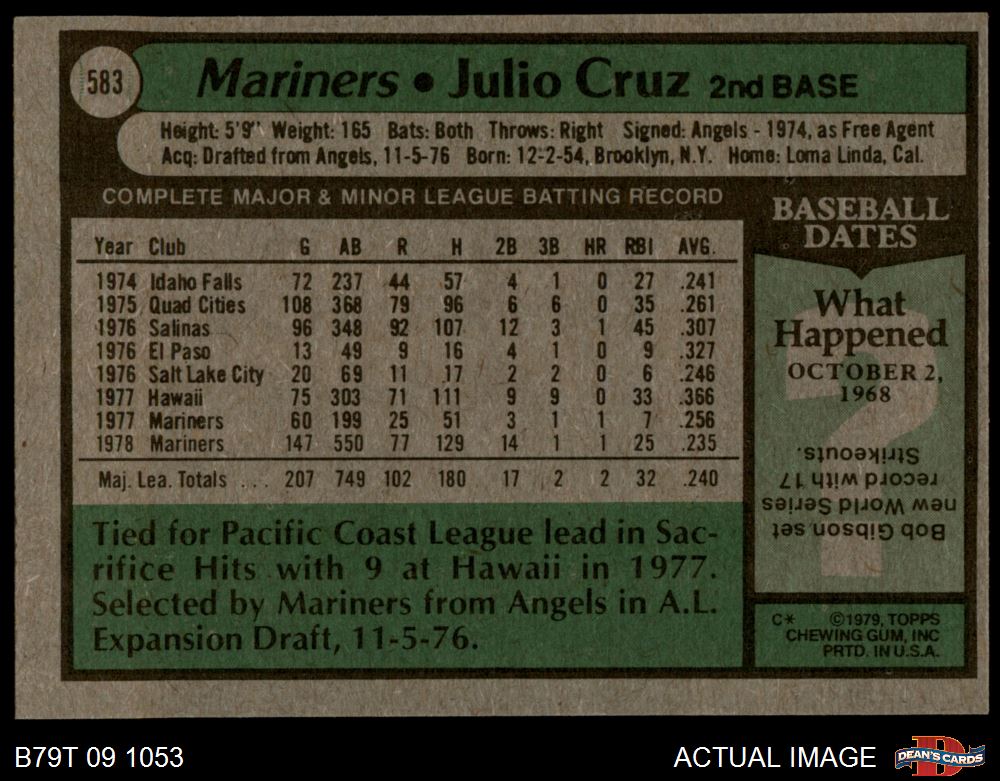 583
Mariners • Julio Cruz 2nd BASE
Height: 5'9" Weight: 165 Bats: Both Throws: Right Signed: Angels - 1974, as Free Agent
Acq: Drafted from Angels, 11-5-76 Born: 12-2-54, Brooklyn, N.Y. Home: Loma Linda, Cal.
COMPLETE MAJOR & MINOR LEAGUE BATTING RECORD
Year Club G AB R H 2B 3B HR RBI AVG.
1974 Idaho Falls 72 237 44 57 4 1 0 27 .241
1975 Quad Cities 108 368 79 96 6 6 0 35 .261
1976 Salinas 96 348 92 107 12 3 1 45 .307
1976 El Paso 13 49 9 16 4 1 0 9 .327
1976 Salt Lake City 20 69 11 17 2 2 0 6 .246
1977 Hawaii 75 303 71 111 9 9 0 33 .366
1977 Mariners 60 199 25 51 3 1 1 7 .256
1978 Mariners 147 550 77 129 14 1 1 25 .235
Maj. Lea. Totals ... 207 749 102 180 17 2 2 32 .240
Tied for Pacific Coast League lead in Sac-
rifice Hits with 9 at Hawaii in 1977.
Selected by Mariners from Angels in A.L.
Expansion Draft, 11-5-76.
BASEBALL
DATES
What
Happened
OCTOBER 2,
1968
?
Bob Gibson set
new World Series
record with 17
Strikeouts.
C* ©1979, TOPPS
CHEWING GUM, INC
PRTD. IN U.S.A.
B79T 09 1053
ACTUAL IMAGE
D
DEAN'S CARDS